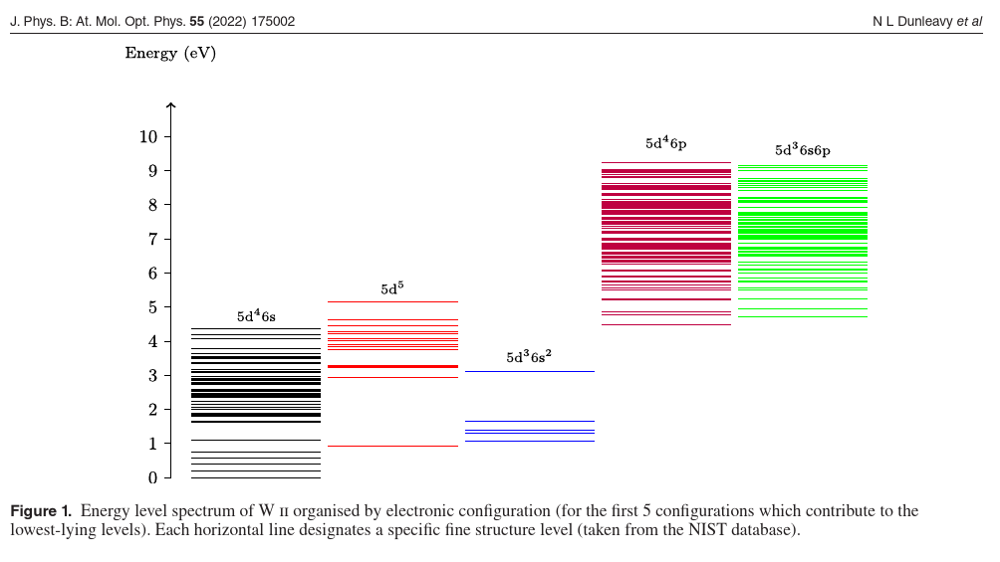 J. Phys. B: At. Mol. Opt. Phys. 55 (2022) 175002
N L Dunleavy et al
Energy (eV)
10
9
8
7
6
5
4
3
2
1
0
5d⁴6s
5d⁵
5d³6s²
5d⁴6p
5d³6s6p
Figure 1. Energy level spectrum of W II organised by electronic configuration (for the first 5 configurations which contribute to the
lowest-lying levels). Each horizontal line designates a specific fine structure level (taken from the NIST database).